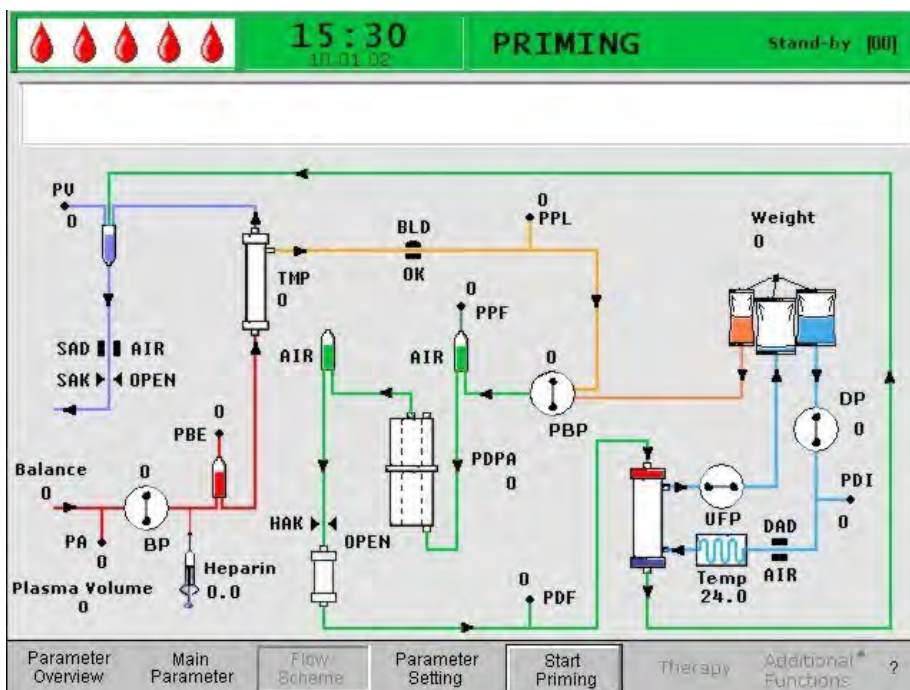 15:30
10.01.02
PRIMING
Stand-by [00]
PV
0
BLD
OK
0
PPL
Weight
0
TMP
0
0
PPF
SAD AIR
SAK OPEN
AIR
AIR
0
PBP
DP
0
0
PBE
PDPA
0
Balance
0
0
BP
PA
0
HAK OPEN
UFP
DAD
AIR
PDI
0
Heparin
0.0
Temp
24.0
Plasma Volume
0
0
PDF
Parameter
Overview
Main
Parameter
Flow
Scheme
Parameter
Setting
Start
Priming
Therapy
Additional
Functions
?